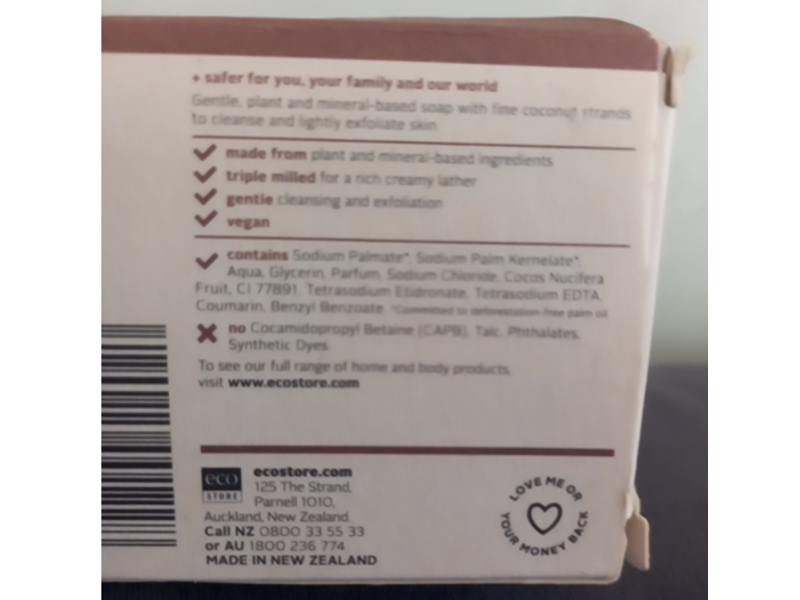 + safer for you, your family and our world
Gentle, plant and mineral-based soap with fine coconut strands
to cleanse and lightly exfoliate skin.
made from plant and mineral-based ingredients
triple milled for a rich creamy lather
gentle cleansing and exfoliation
vegan
contains Sodium Palmate*, Sodium Palm Kernelate*,
Aqua, Glycerin, Parfum, Sodium Chloride, Cocos Nucifera
Fruit, CI 77891, Tetrasodium Etidronate, Tetrasodium EDTA,
Coumarin, Benzyl Benzoate. *Committed to deforestation-free palm oil.
no Cocamidopropyl Betaine (CAPB), Talc, Phthalates,
Synthetic Dyes
To see our full range of home and body products,
visit www.ecostore.com
eco
STORE
ecostore.com
125 The Strand,
Parnell 1010,
Auckland, New Zealand.
Call NZ 0800 33 55 33
or AU 1800 236 774
MADE IN NEW ZEALAND
LOVE ME OR
YOUR MONEY BACK